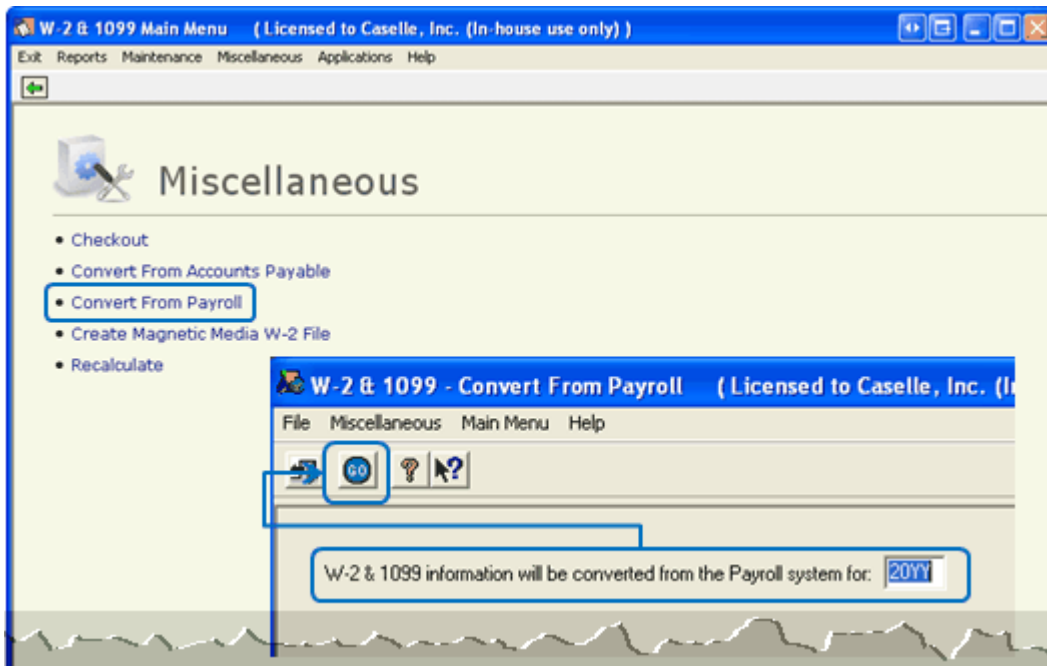 W-2 & 1099 Main Menu ( Licensed to Caselle, Inc. (In-house use only) )
Exit Reports Maintenance Miscellaneous Applications Help
Miscellaneous
• Checkout
• Convert From Accounts Payable
• Convert From Payroll
• Create Magnetic Media W-2 File
• Recalculate
W-2 & 1099 - Convert From Payroll ( Licensed to Caselle, Inc. (I
File Miscellaneous Main Menu Help
GO ? ?
W-2 & 1099 information will be converted from the Payroll system for: 20YY